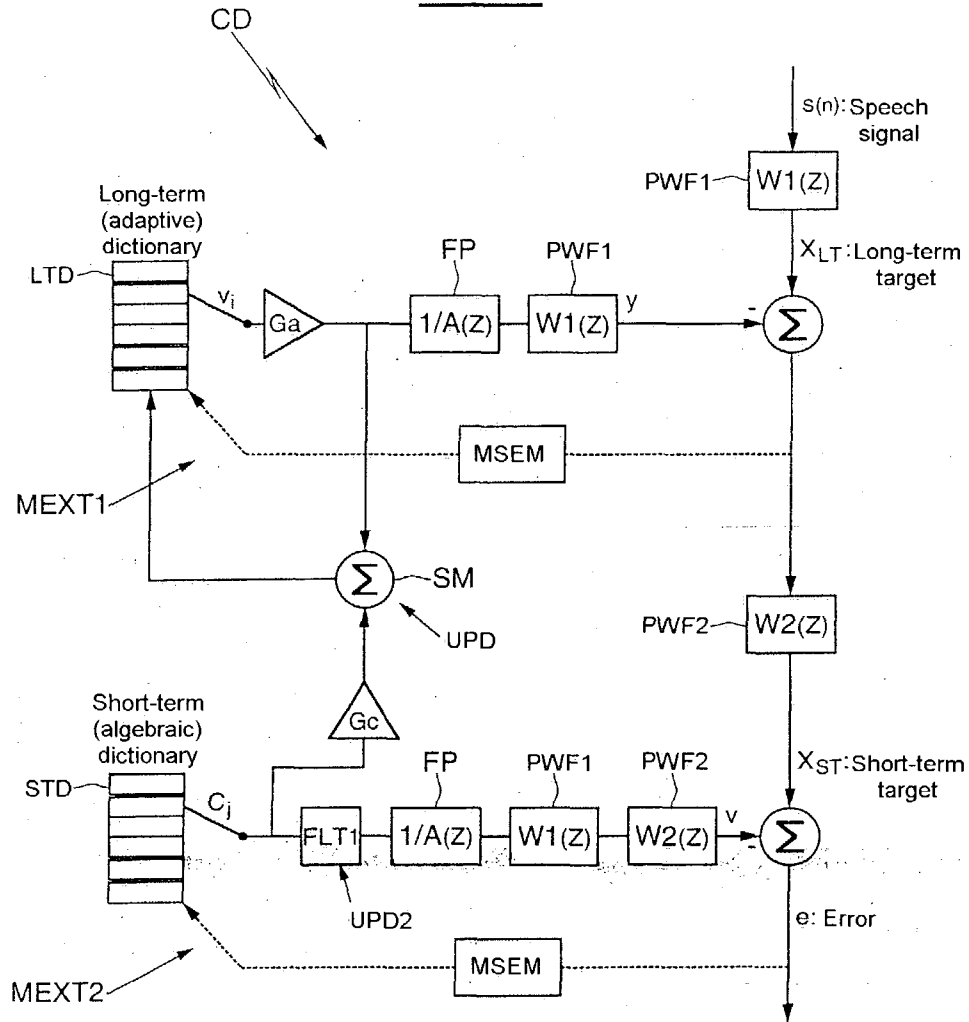 CD
s(n): Speech
signal
PWF1
W1(Z)
Long-term
(adaptive)
dictionary
X_LT: Long-term
target
LTD
v_i
Ga
FP
1/A(Z)
PWF1
W1(Z)
y
-
Σ
MSEM
MEXT1
Σ
SM
UPD
PWF2
W2(Z)
Short-term
(algebraic)
dictionary
Gc
X_ST: Short-term
target
STD
C_j
FLT1
FP
1/A(Z)
PWF1
W1(Z)
PWF2
W2(Z)
v
-
Σ
UPD2
e: Error
MSEM
MEXT2